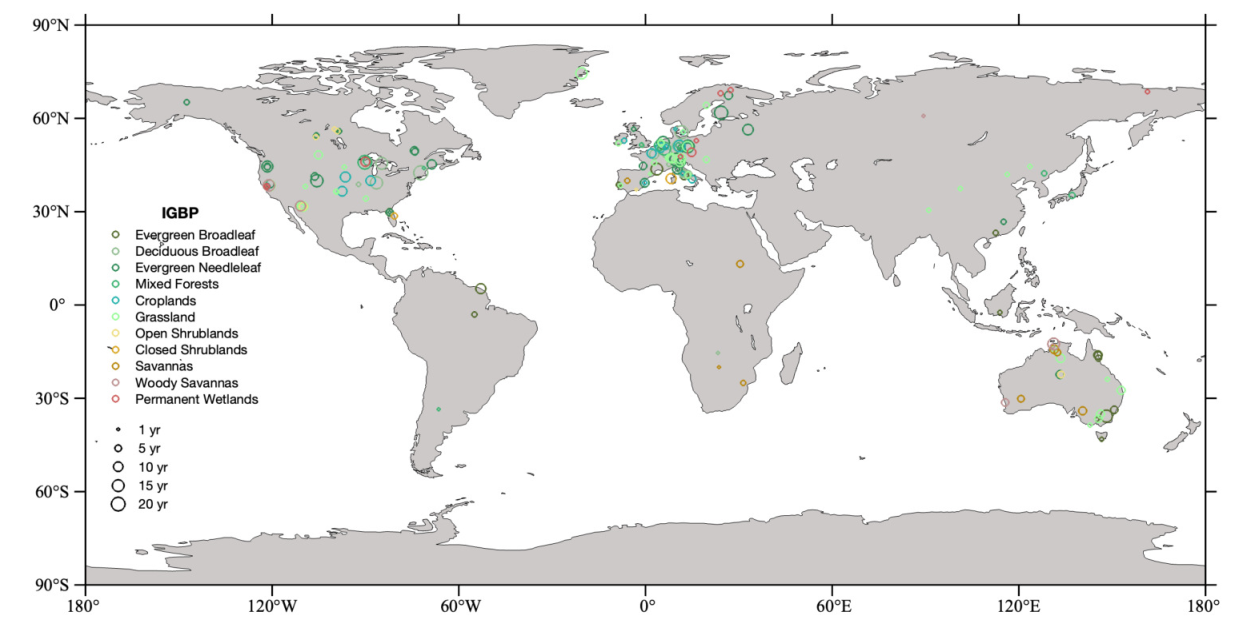 90°N
60°N
30°N
0°
30°S
60°S
90°S
IGBP
Evergreen Broadleaf
Deciduous Broadleaf
Evergreen Needleleaf
Mixed Forests
Croplands
Grassland
Open Shrublands
Closed Shrublands
Savannas
Woody Savannas
Permanent Wetlands
1 yr
5 yr
10 yr
15 yr
20 yr
180° 120°W 60°W 0° 60°E 120°E 180°